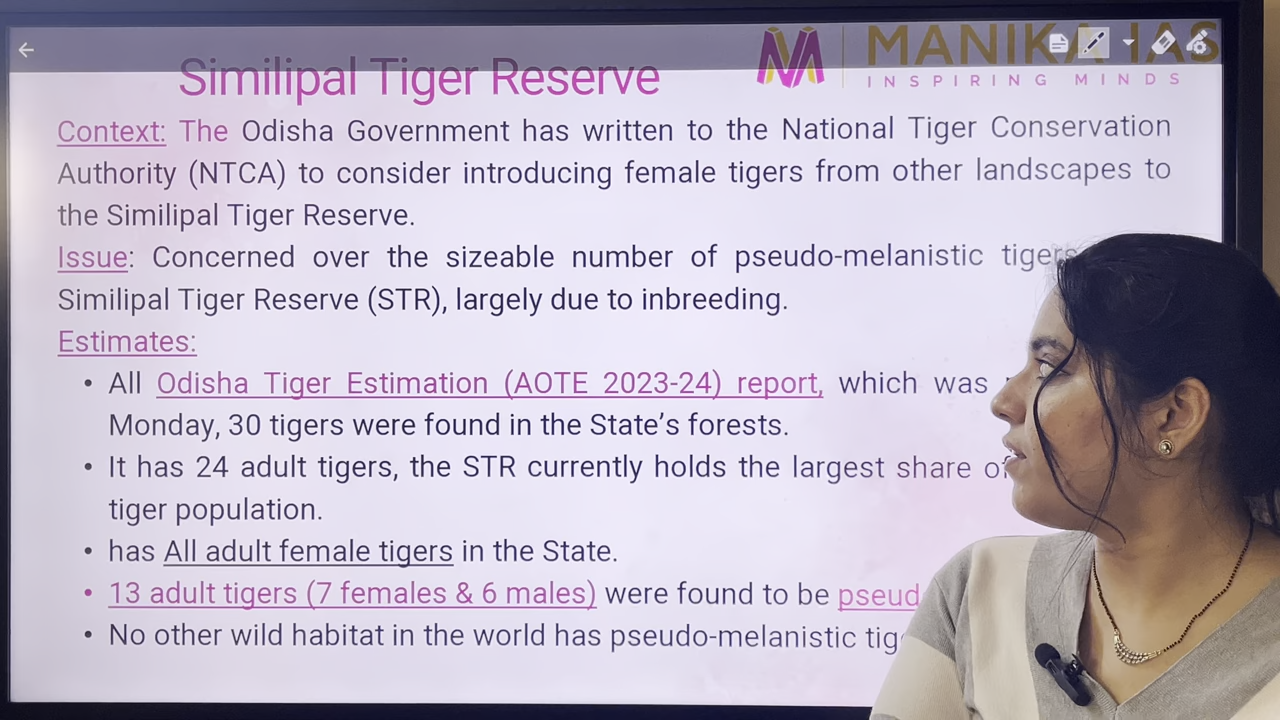 MANIKA IAS
INSPIRING MINDS
Similipal Tiger Reserve
Context: The Odisha Government has written to the National Tiger Conservation
Authority (NTCA) to consider introducing female tigers from other landscapes to
the Similipal Tiger Reserve.
Issue: Concerned over the sizeable number of pseudo-melanistic tigers
Similipal Tiger Reserve (STR), largely due to inbreeding.
Estimates:
• All Odisha Tiger Estimation (AOTE 2023-24) report, which was
Monday, 30 tigers were found in the State’s forests.
• It has 24 adult tigers, the STR currently holds the largest share
tiger population.
• has All adult female tigers in the State.
• 13 adult tigers (7 females & 6 males) were found to be
• No other wild habitat in the world has pseudo-melanistic